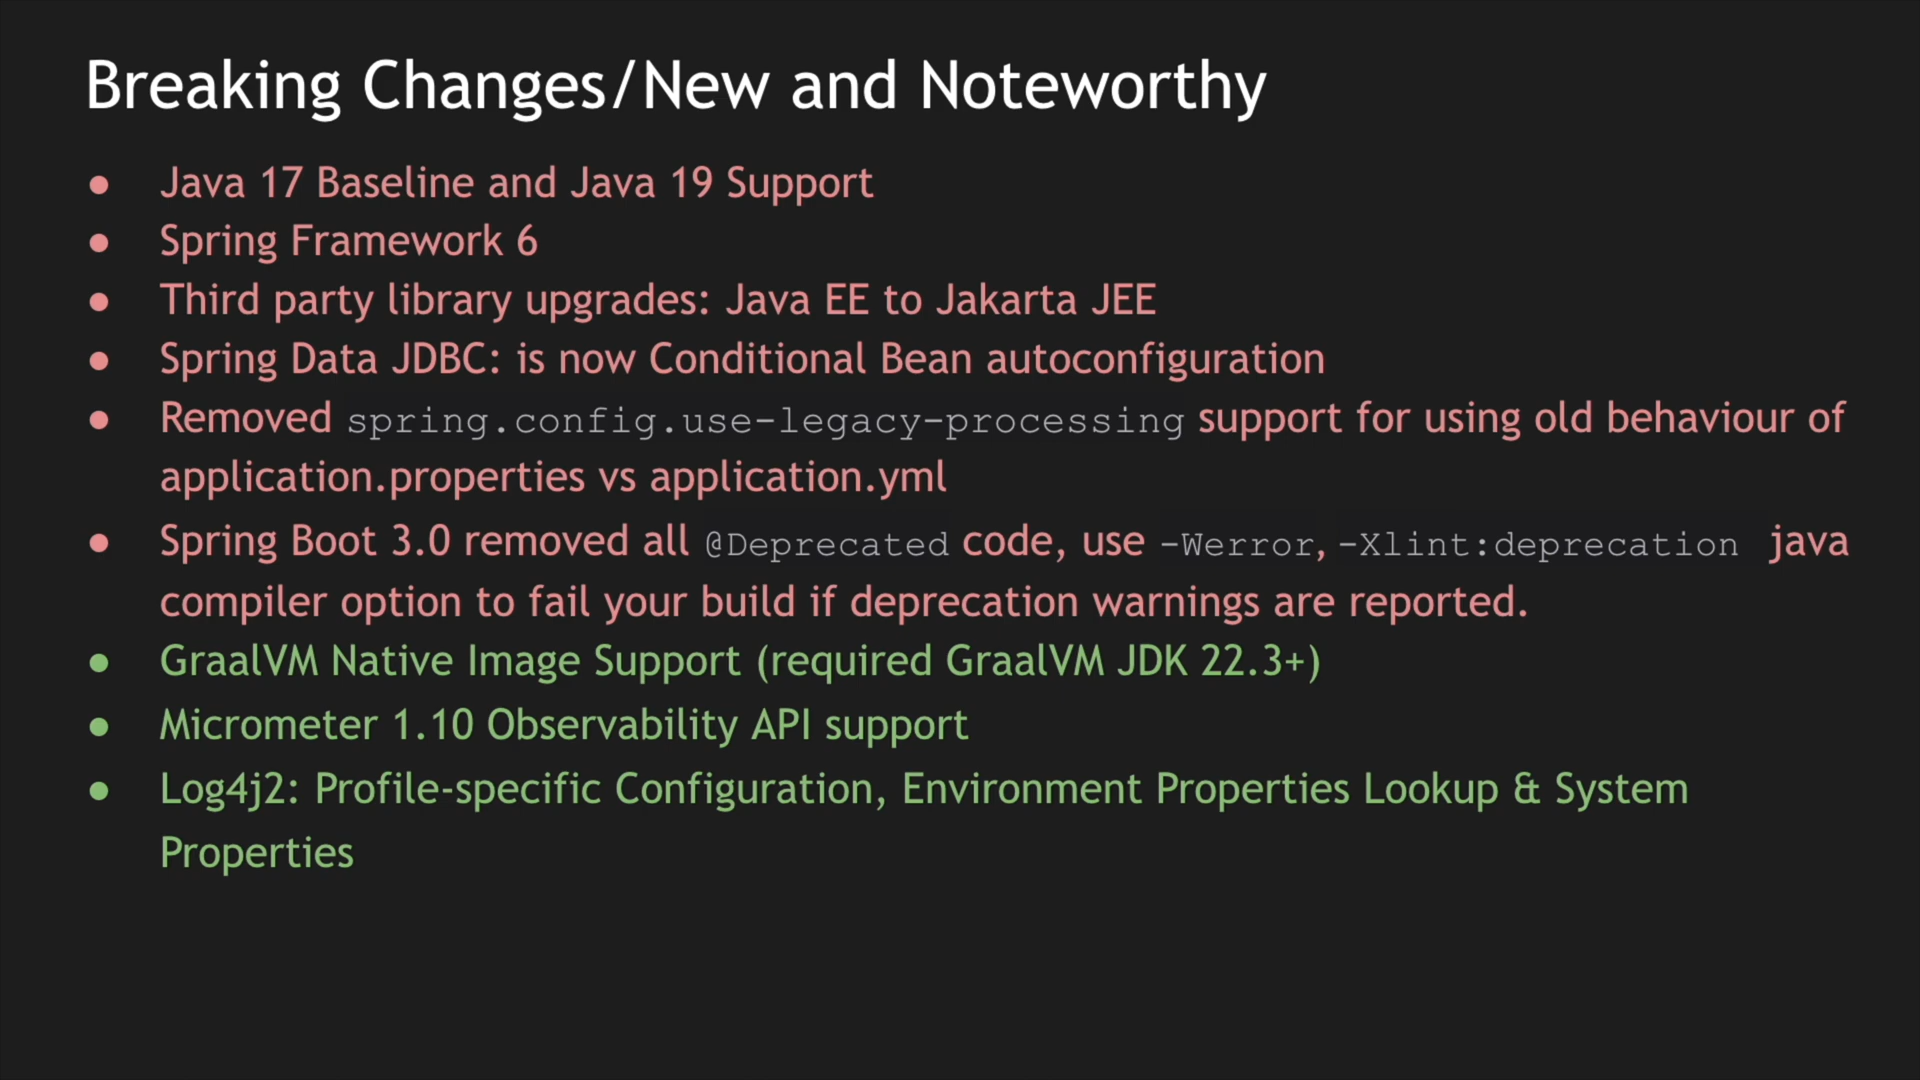 Breaking Changes/New and Noteworthy
● Java 17 Baseline and Java 19 Support
● Spring Framework 6
● Third party library upgrades: Java EE to Jakarta JEE
● Spring Data JDBC: is now Conditional Bean autoconfiguration
● Removed spring.config.use-legacy-processing support for using old behaviour of
application.properties vs application.yml
● Spring Boot 3.0 removed all @Deprecated code, use -Werror, -Xlint:deprecation java
compiler option to fail your build if deprecation warnings are reported.
● GraalVM Native Image Support (required GraalVM JDK 22.3+)
● Micrometer 1.10 Observability API support
● Log4j2: Profile-specific Configuration, Environment Properties Lookup & System
Properties